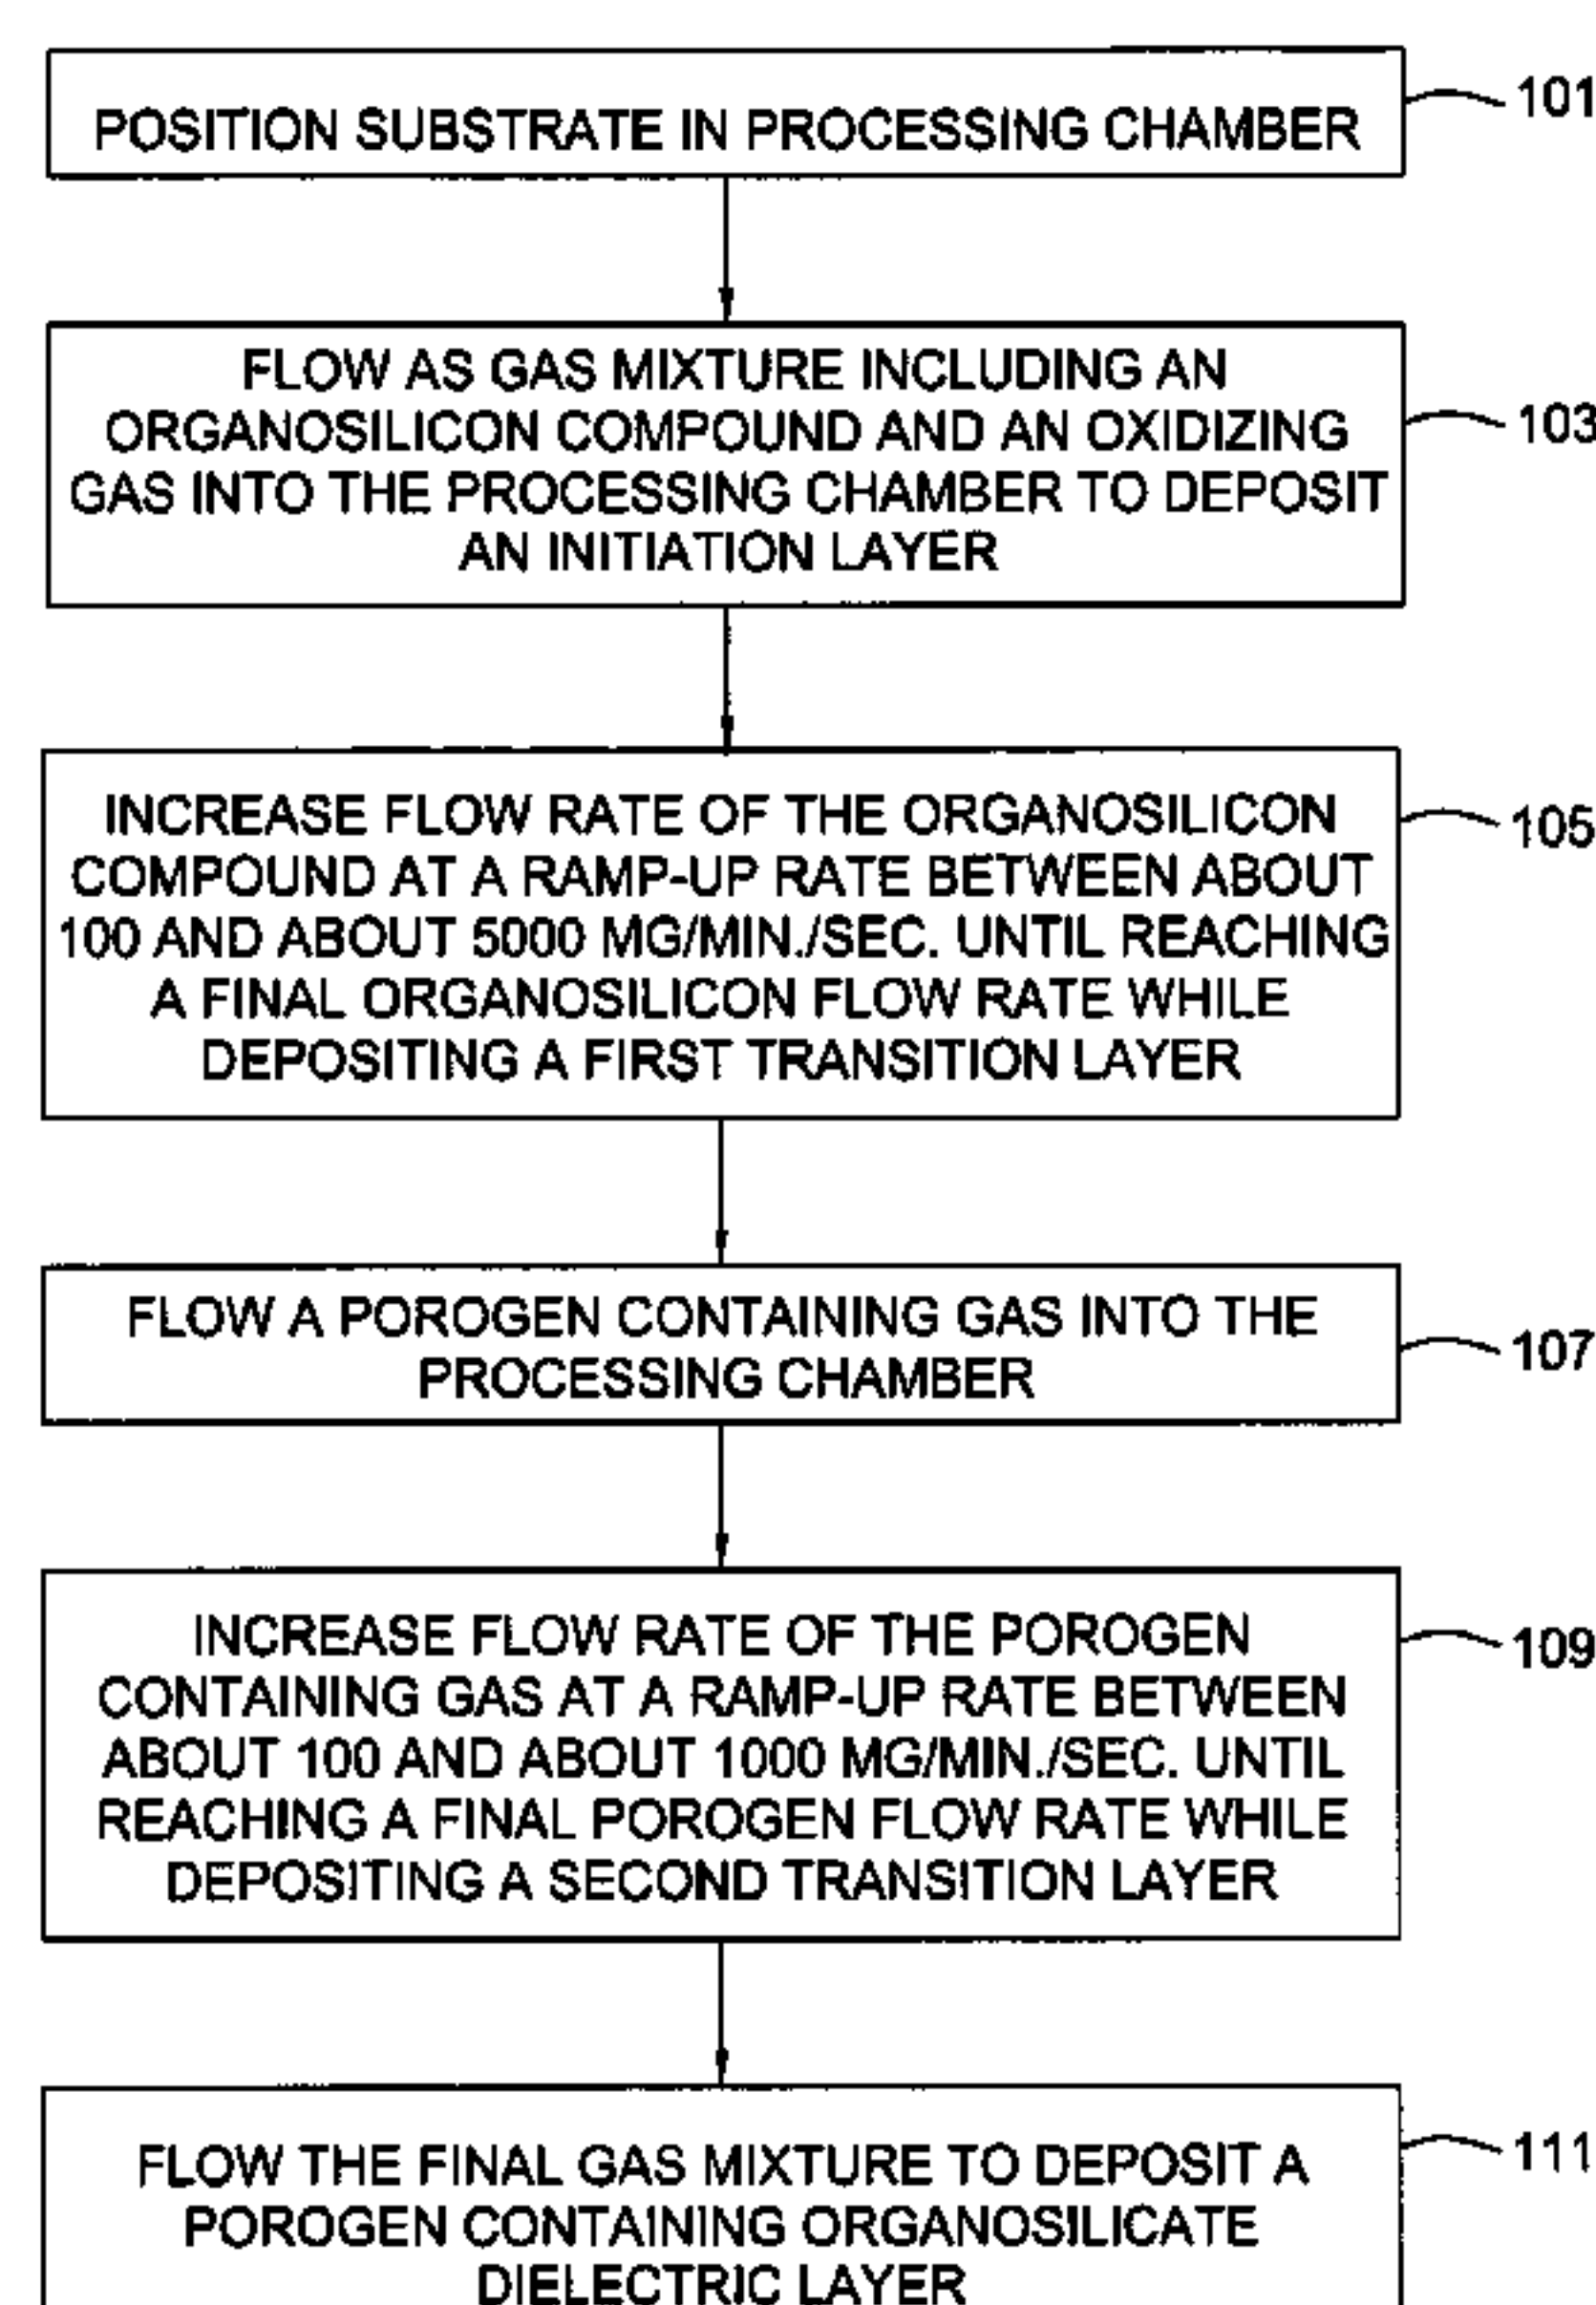 POSITION SUBSTRATE IN PROCESSING CHAMBER
101
FLOW AS GAS MIXTURE INCLUDING AN
ORGANOSILICON COMPOUND AND AN OXIDIZING
GAS INTO THE PROCESSING CHAMBER TO DEPOSIT
AN INITIATION LAYER
103
INCREASE FLOW RATE OF THE ORGANOSILICON
COMPOUND AT A RAMP-UP RATE BETWEEN ABOUT
100 AND ABOUT 5000 MG/MIN./SEC. UNTIL REACHING
A FINAL ORGANOSILICON FLOW RATE WHILE
DEPOSITING A FIRST TRANSITION LAYER
105
FLOW A POROGEN CONTAINING GAS INTO THE
PROCESSING CHAMBER
107
INCREASE FLOW RATE OF THE POROGEN
CONTAINING GAS AT A RAMP-UP RATE BETWEEN
ABOUT 100 AND ABOUT 1000 MG/MIN./SEC. UNTIL
REACHING A FINAL POROGEN FLOW RATE WHILE
DEPOSITING A SECOND TRANSITION LAYER
109
FLOW THE FINAL GAS MIXTURE TO DEPOSIT A
POROGEN CONTAINING ORGANOSILICATE
DIELECTRIC LAYER
111